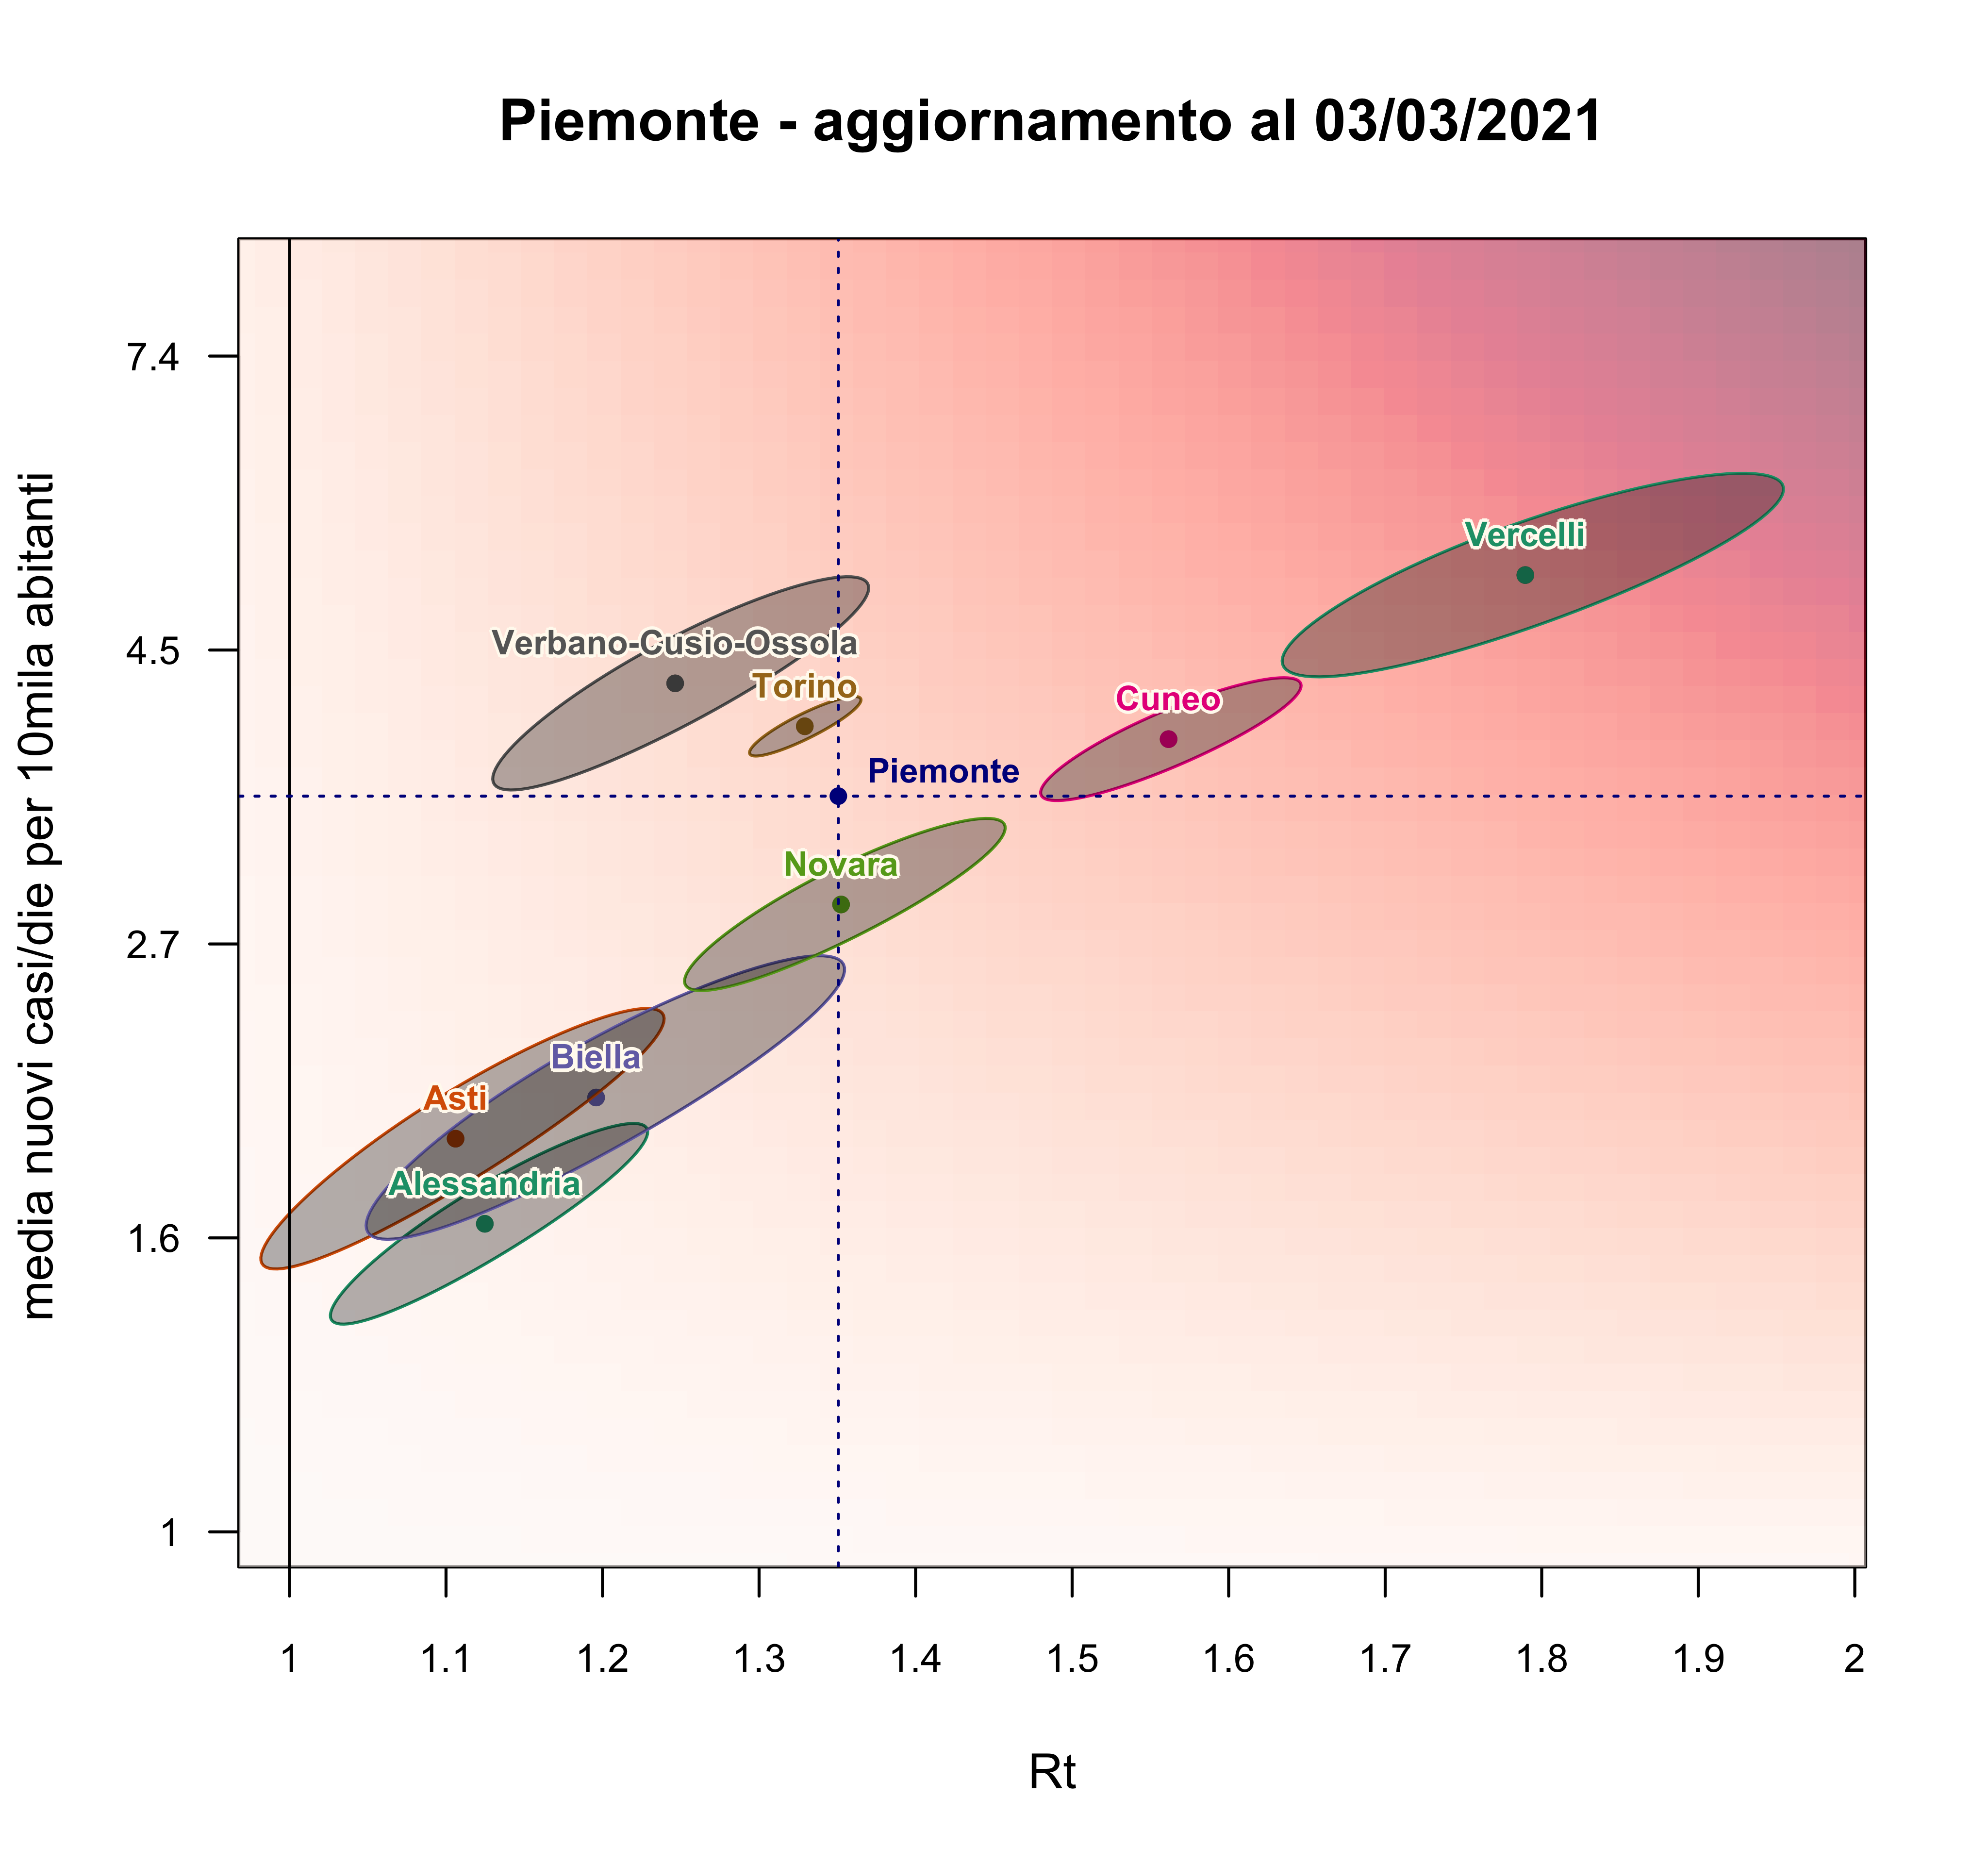 Piemonte - aggiornamento al 03/03/2021
media nuovi casi/die per 10mila abitanti
7.4
4.5
2.7
1.6
1
Vercelli
Verbano-Cusio-Ossola
Torino
Cuneo
Piemonte
Novara
Biella
Asti
Alessandria
1 1.1 1.2 1.3 1.4 1.5 1.6 1.7 1.8 1.9 2
Rt